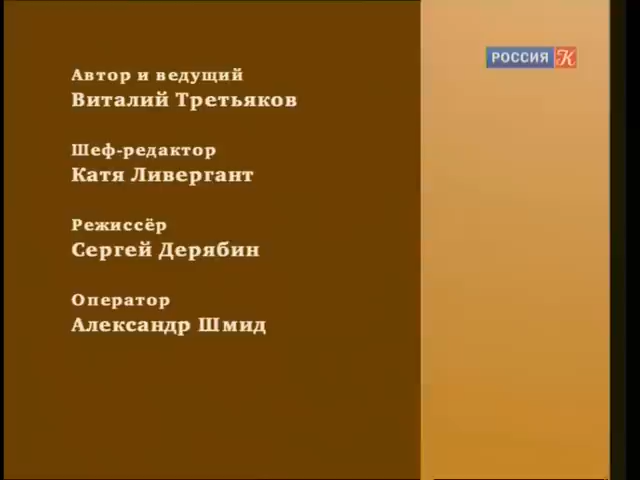 Автор и ведущий
Виталий Третьяков
Шеф-редактор
Катя Ливергант
Режиссёр
Сергей Дерябин
Оператор
Александр Шмид
РОССИЯ К